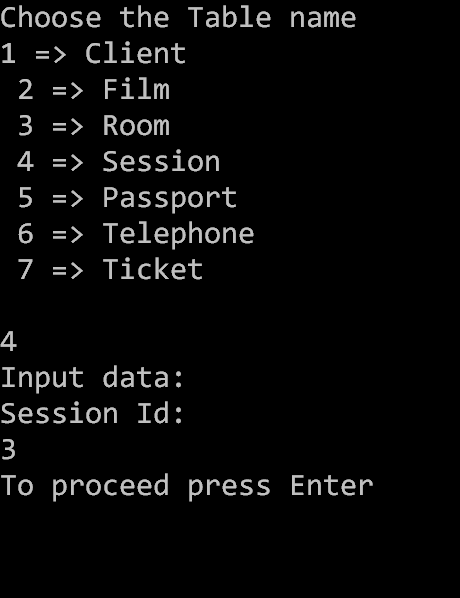 Choose the Table name
1 => Client
2 => Film
3 => Room
4 => Session
5 => Passport
6 => Telephone
7 => Ticket
4
Input data:
Session Id:
3
To proceed press Enter